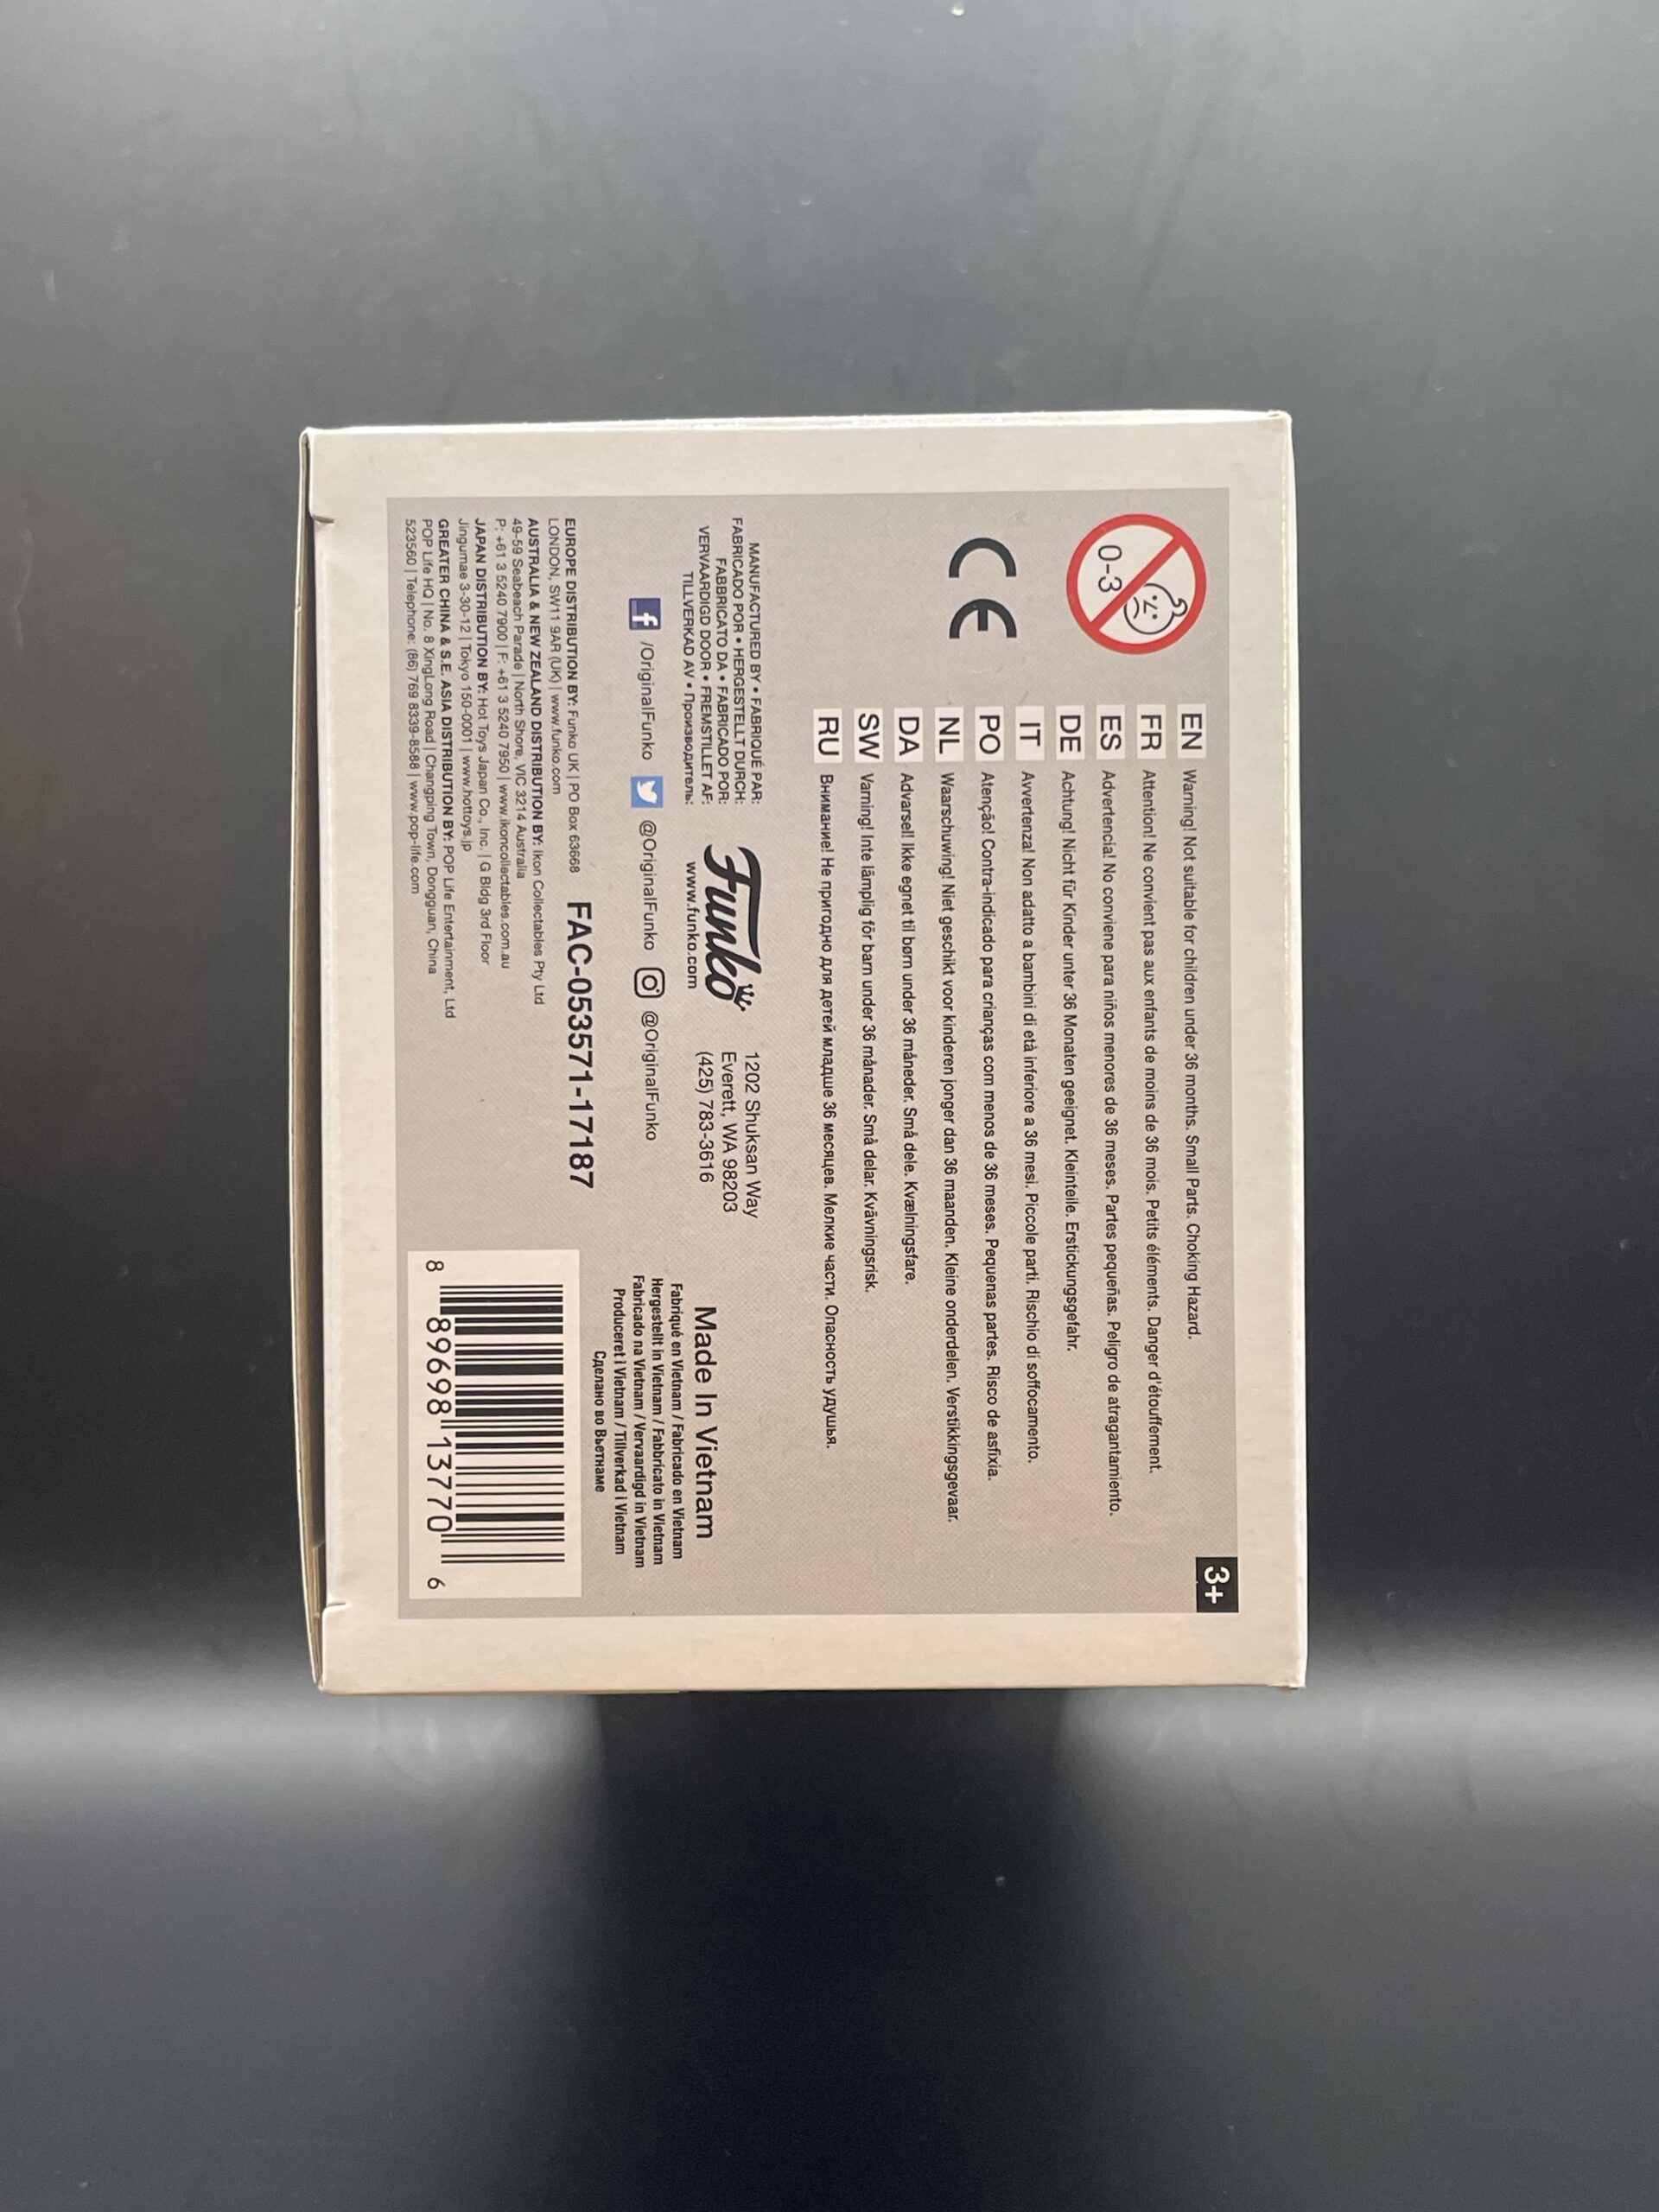 3+
0-3
EN Warning! Not suitable for children under 36 months. Small Parts. Choking Hazard.
FR Attention! Ne convient pas aux enfants de moins de 36 mois. Petits éléments. Danger d'étouffement.
ES Advertencia! No conviene para niños menores de 36 meses. Partes pequeñas. Peligro de atragantamiento.
DE Achtung! Nicht für Kinder unter 36 Monaten geeignet. Kleinteile. Erstickungsgefahr.
IT Avvertenza! Non adatto a bambini di età inferiore a 36 mesi. Piccole parti. Rischio di soffocamento.
PO Atenção! Contra-indicado para crianças com menos de 36 meses. Pequenas partes. Risco de asfixia.
NL Waarschuwing! Niet geschikt voor kinderen jonger dan 36 maanden. Kleine onderdelen. Verstikkingsgevaar.
DA Advarsel! Ikke egnet til børn under 36 måneder. Små dele. Kvælningsfare.
SW Varning! Inte lämplig för barn under 36 månader. Små delar. Kvävningsrisk.
RU Внимание! Не пригодно для детей младше 36 месяцев. Мелкие части. Опасность удушья.
CE
MANUFACTURED BY • FABRIQUÉ PAR:
FABRICADO POR • HERGESTELLT DURCH:
FABBRICATO DA • FABRICADO POR:
VERVAARDIGD DOOR • FREMSTILLET AF:
TILLVERKAD AV • Производитель:
Funko
www.funko.com
1202 Shuksan Way
Everett, WA 98203
(425) 783-3616
/OriginalFunko @OriginalFunko @OriginalFunko
Made In Vietnam
Fabriqué en Vietnam / Fabricado en Vietnam
Hergestellt in Vietnam / Fabbricato in Vietnam
Fabricado na Vietnam / Vervaardigd in Vietnam
Produceret i Vietnam / Tillverkad i Vietnam
Сделано во Вьетнаме
EUROPE DISTRIBUTION BY: Funko UK | PO Box 63668
LONDON, SW11 9AR (UK) | www.funko.com
AUSTRALIA & NEW ZEALAND DISTRIBUTION BY: Ikon Collectables Pty Ltd
49-59 Seabeach Parade | North Shore, VIC 3214 Australia
P: +61 3 5240 7900 | F: +61 3 5240 7950 | www.ikoncollectables.com.au
JAPAN DISTRIBUTION BY: Hot Toys Japan Co., Inc. | G Bldg 3rd Floor
Jingumae 3-30-12 | Tokyo 150-0001 | www.hottoys.jp
GREATER CHINA & S.E. ASIA DISTRIBUTION BY: POP Life Entertainment, Ltd
POP Life HQ | No. 8 XingLong Road | Changping Town, Dongguan, China
523560 | Telephone: (86) 769 8339-8588 | www.pop-life.com
FAC-053571-17187
8 89698 13770 6